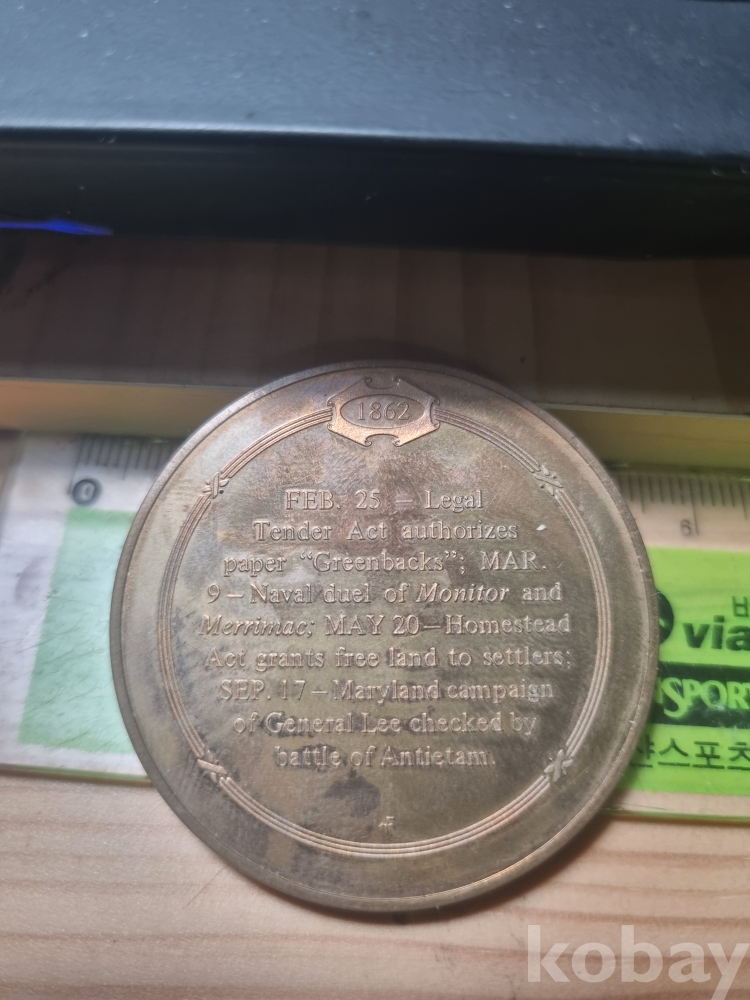 1862
FEB. 25 – Legal
Tender Act authorizes
paper "Greenbacks"; MAR.
9 – Naval duel of Monitor and
Merrimac; MAY 20 – Homestead
Act grants free land to settlers;
SEP. 17 – Maryland campaign
of General Lee checked by
battle of Antietam.
0
6
via
스포츠
kobay